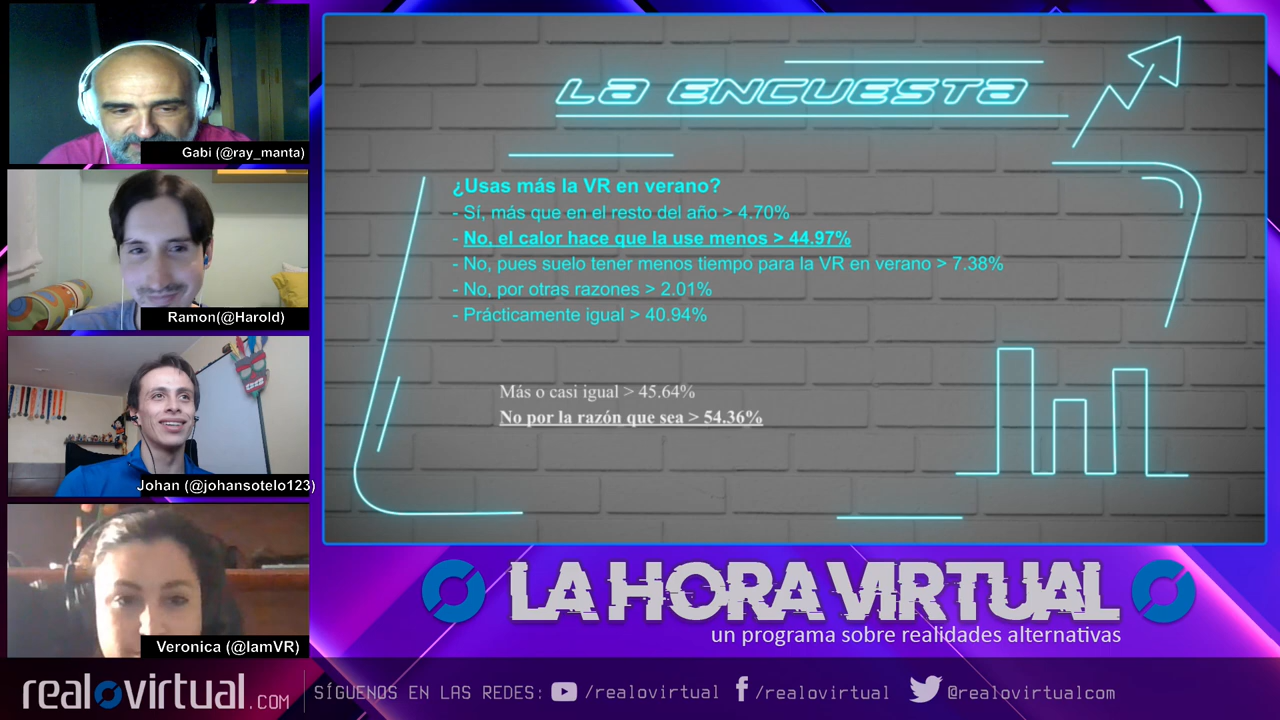 Gabi (@ray_manta)
Ramon(@Harold)
Johan (@johansotelo123)
Veronica (@IamVR)
LA ENCUESTA
¿Usas más la VR en verano?
- Sí, más que en el resto del año > 4.70%
- No, el calor hace que la use menos > 44.97%
- No, pues suelo tener menos tiempo para la VR en verano > 7.38%
- No, por otras razones > 2.01%
- Prácticamente igual > 40.94%
Más o casi igual > 45.64%
No por la razón que sea > 54.36%
LA HORA VIRTUAL
un programa sobre realidades alternativas
realovirtual.COM
SÍGUENOS EN LAS REDES: /realovirtual /realovirtual @realovirtualcom